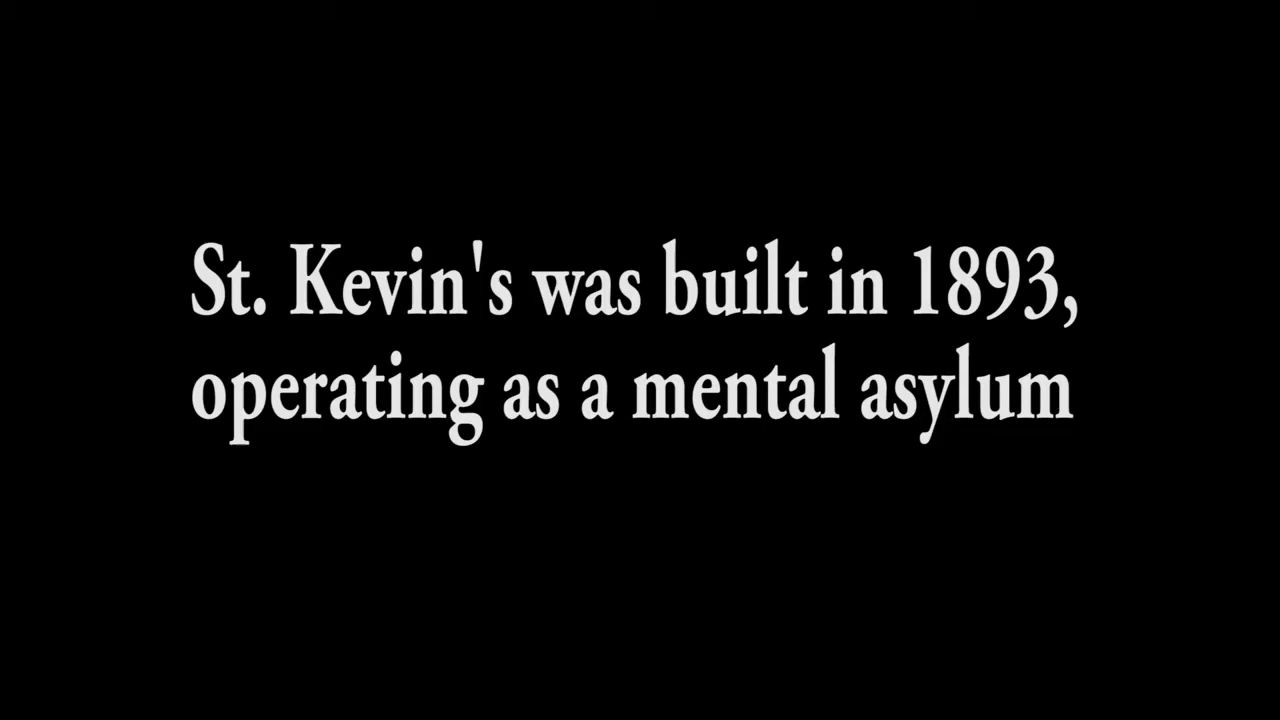 St. Kevin's was built in 1893,
operating as a mental asylum